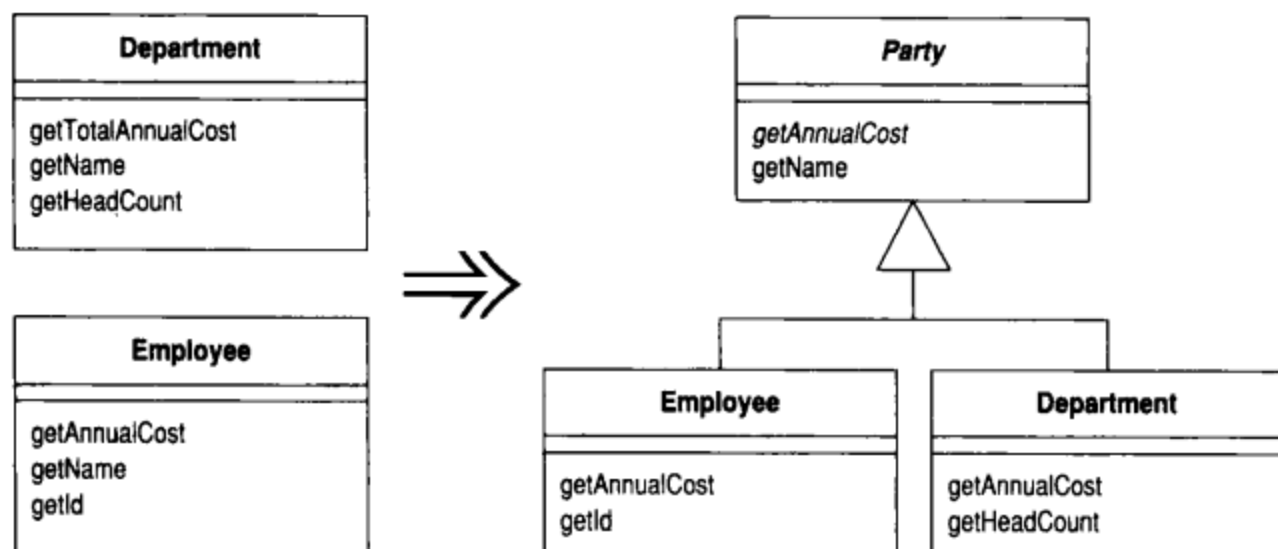 Department
getTotalAnnualCost
getName
getHeadCount
Employee
getAnnualCost
getName
getId
Party
getAnnualCost
getName
Employee
getAnnualCost
getId
Department
getAnnualCost
getHeadCount